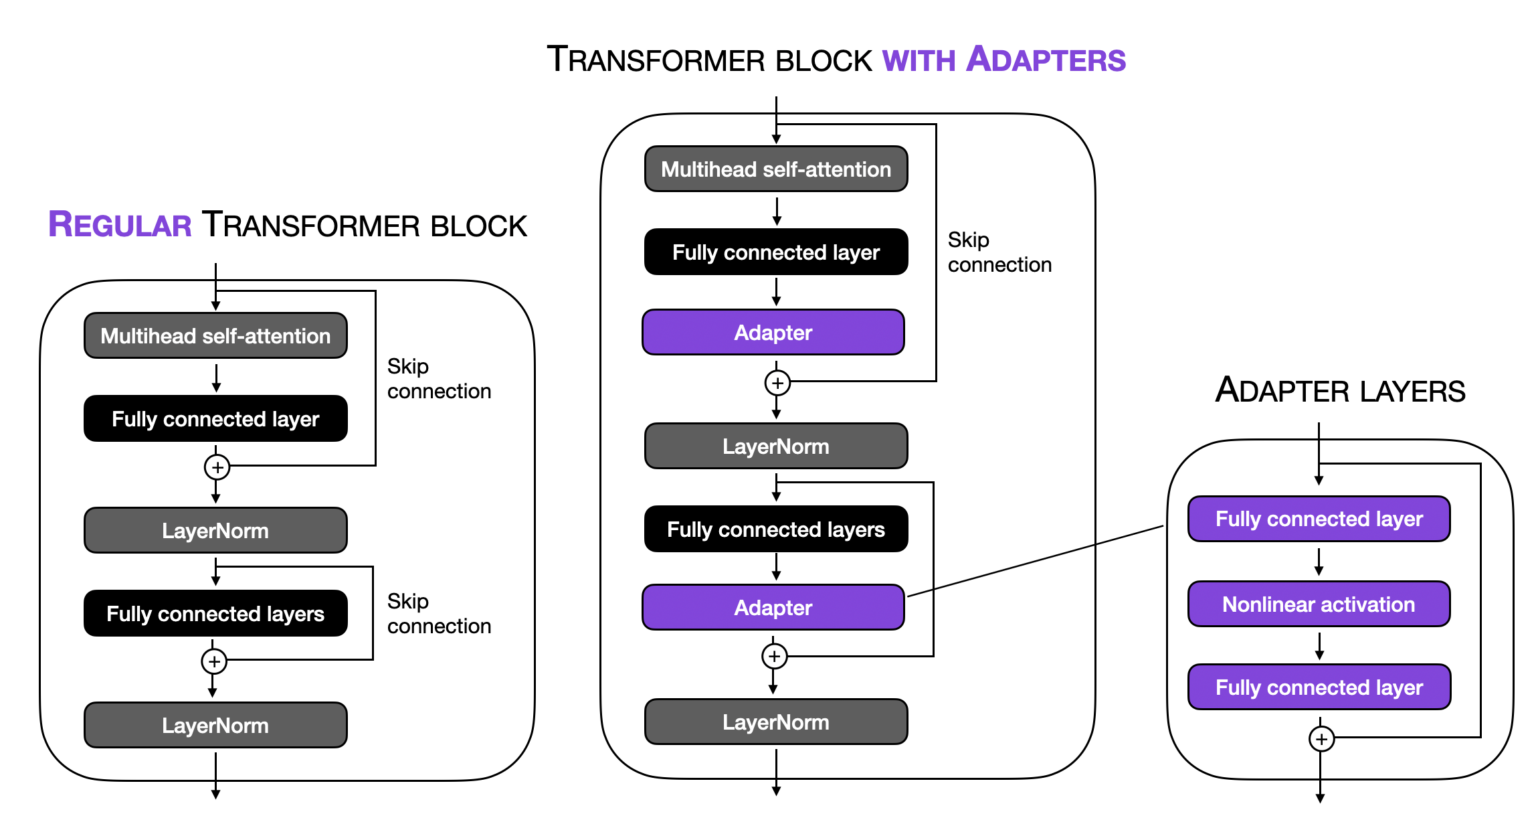 REGULAR TRANSFORMER BLOCK
Multihead self-attention
Fully connected layer
Skip
connection
+
LayerNorm
Fully connected layers
Skip
connection
+
LayerNorm
TRANSFORMER BLOCK WITH ADAPTERS
Multihead self-attention
Fully connected layer
Skip
connection
Adapter
+
LayerNorm
Fully connected layers
Adapter
+
LayerNorm
ADAPTER LAYERS
Fully connected layer
Nonlinear activation
Fully connected layer
+